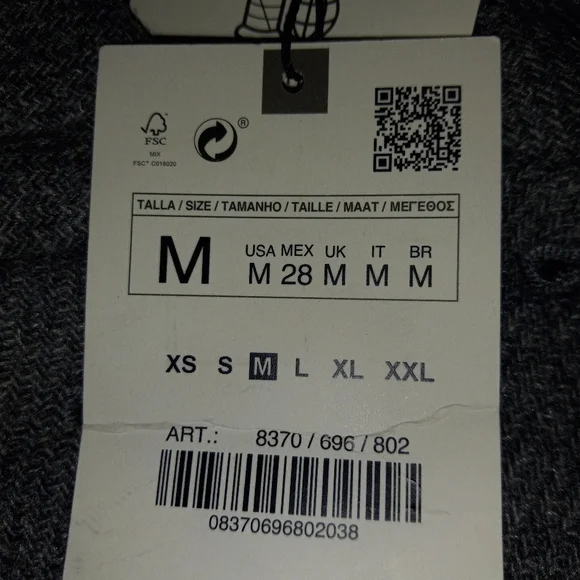 ®
FSC
MIX
FSC® C018020
TALLA / SIZE / TAMANHO / TAILLE / MAAT / ΜΕΓΕΘΟΣ
USA MEX UK IT BR
M M 28 M M M
XS S M L XL XXL
ART.: 8370 / 696 / 802
08370696802038